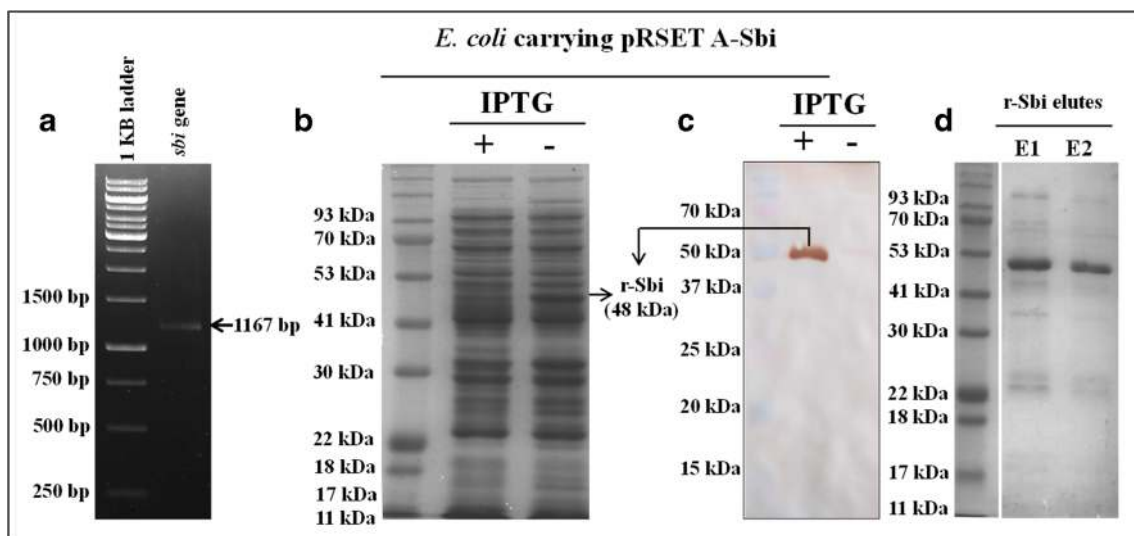 E. coli carrying pRSET A-Sbi
a
1 KB ladder
sbi gene
1500 bp
1000 bp
750 bp
500 bp
250 bp
1167 bp
b
IPTG
+ -
93 kDa
70 kDa
53 kDa
41 kDa
30 kDa
22 kDa
18 kDa
17 kDa
11 kDa
r-Sbi
(48 kDa)
c
IPTG
+ -
70 kDa
50 kDa
37 kDa
25 kDa
20 kDa
15 kDa
d
r-Sbi elutes
E1 E2
93 kDa
70 kDa
53 kDa
41 kDa
30 kDa
22 kDa
18 kDa
17 kDa
11 kDa